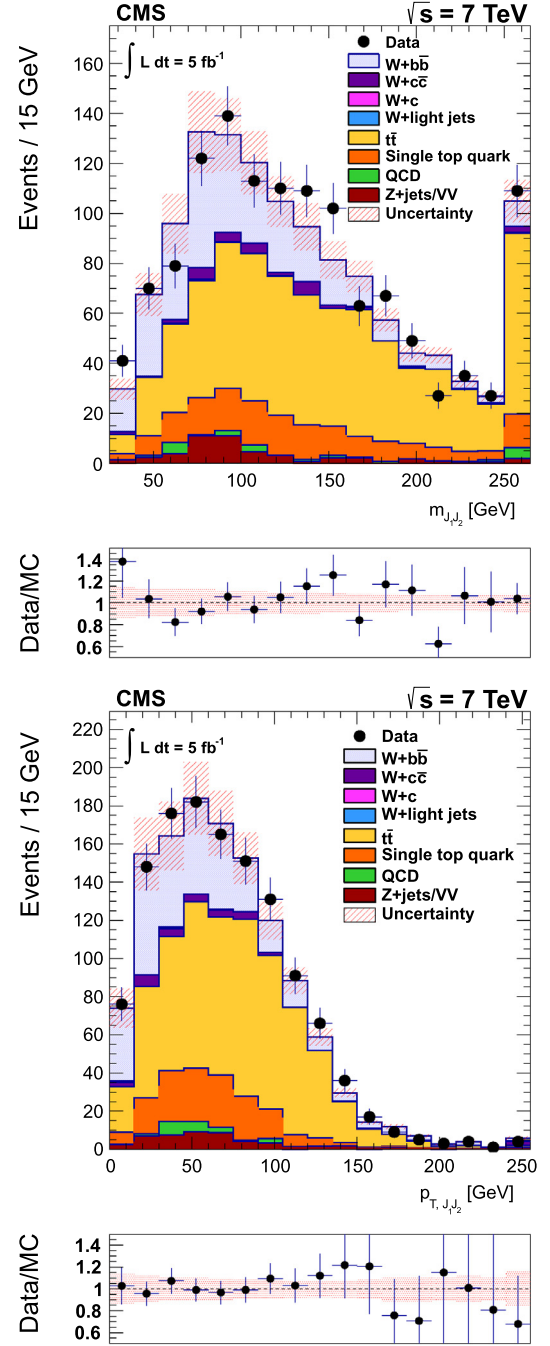 CMS √s = 7 TeV
∫ L dt = 5 fb⁻¹
Data
W+bb̅
W+cc̅
W+c
W+light jets
tt̅
Single top quark
QCD
Z+jets/VV
Uncertainty
Events / 15 GeV
160
140
120
100
80
60
40
20
0
50 100 150 200 250
m_J₁J₂ [GeV]
Data/MC
1.4
1.2
1
0.8
0.6
CMS √s = 7 TeV
∫ L dt = 5 fb⁻¹
Data
W+bb̅
W+cc̅
W+c
W+light jets
tt̅
Single top quark
QCD
Z+jets/VV
Uncertainty
Events / 15 GeV
220
200
180
160
140
120
100
80
60
40
20
0
0 50 100 150 200 250
p_T, J₁J₂ [GeV]
Data/MC
1.4
1.2
1
0.8
0.6